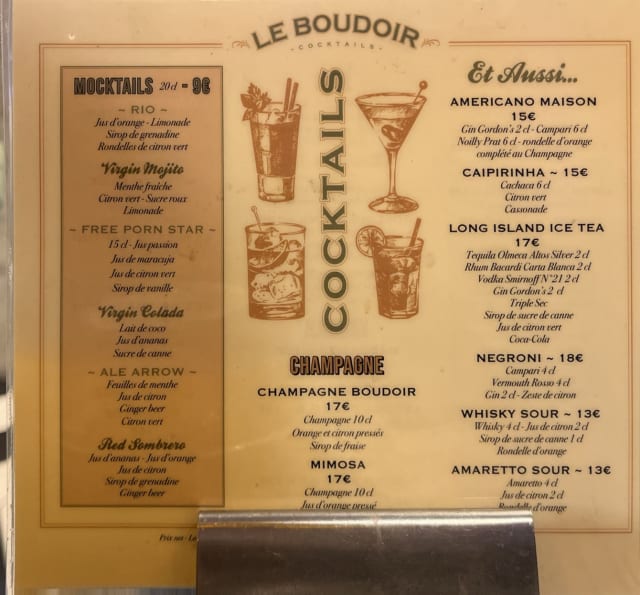 LE BOUDOIR
- COCKTAILS -
MOCKTAILS 20 cl - 9€
~ RIO ~
Jus d'orange - Limonade
Sirop de grenadine
Rondelles de citron vert
Virgin Mojito
Menthe fraîche
Citron vert - Sucre roux
Limonade
~ FREE PORN STAR ~
15 cl - Jus passion
Jus de maracuja
Jus de citron vert
Sirop de vanille
Virgin Colada
Lait de coco
Jus d'ananas
Sucre de canne
~ ALE ARROW ~
Feuilles de menthe
Jus de citron
Ginger beer
Citron vert
Red Sombrero
Jus d'ananas - Jus d'orange
Jus de citron
Sirop de grenadine
Ginger beer
COCKTAILS
CHAMPAGNE
CHAMPAGNE BOUDOIR
17€
Champagne 10 cl
Orange et citron pressés
Sirop de fraise
MIMOSA
17€
Champagne 10 cl
Jus d'orange pressé
Et Aussi...
AMERICANO MAISON
15€
Gin Gordon's 2 cl - Campari 6 cl
Noilly Prat 6 cl - rondelle d'orange
complété au Champagne
CAIPIRINHA ~ 15€
Cachaca 6 cl
Citron vert
Cassonade
LONG ISLAND ICE TEA
17€
Tequila Olmeca Altos Silver 2 cl
Rhum Bacardi Carta Blanca 2 cl
Vodka Smirnoff N°21 2 cl
Gin Gordon's 2 cl
Triple Sec
Sirop de sucre de canne
Jus de citron vert
Coca-Cola
NEGRONI ~ 18€
Campari 4 cl
Vermouth Rosso 4 cl
Gin 2 cl - Zeste de citron
WHISKY SOUR ~ 13€
Whisky 4 cl - Jus de citron 2 cl
Sirop de sucre de canne 1 cl
Rondelle d'orange
AMARETTO SOUR ~ 13€
Amaretto 4 cl
Jus de citron 2 cl
Rondelle d'orange
Prix net -